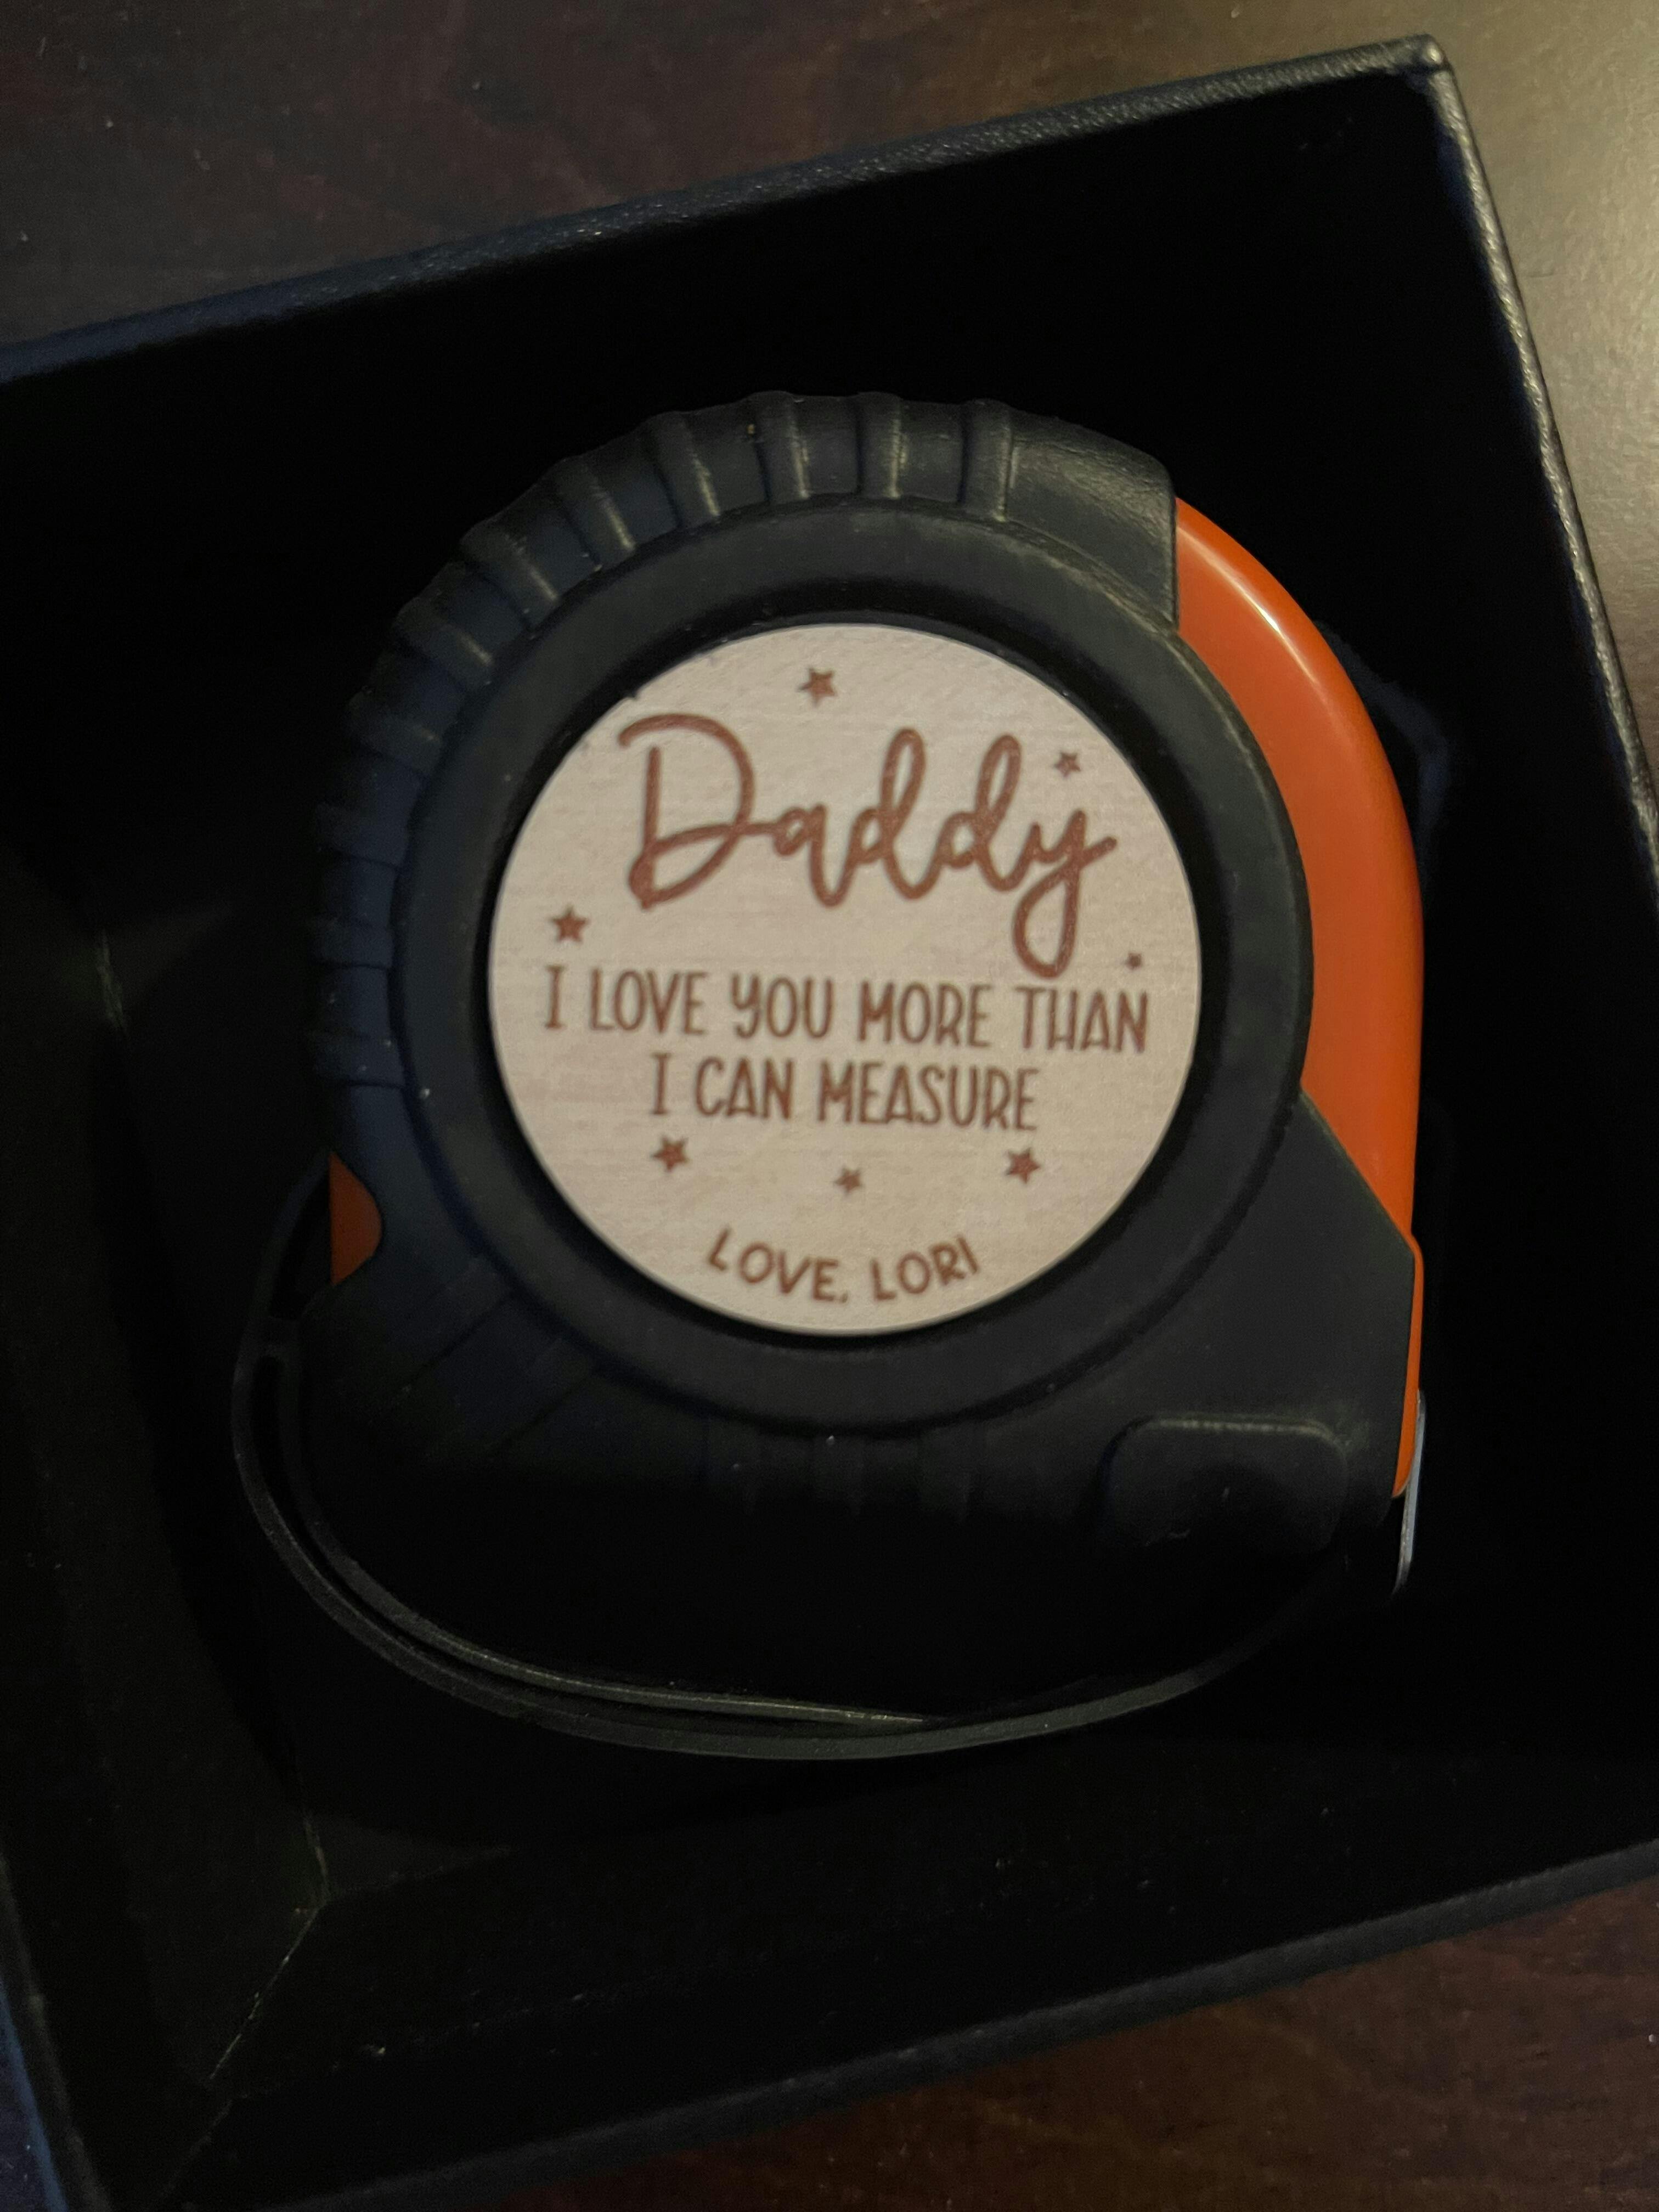 Daddy
I LOVE YOU MORE THAN
I CAN MEASURE
LOVE, LORI